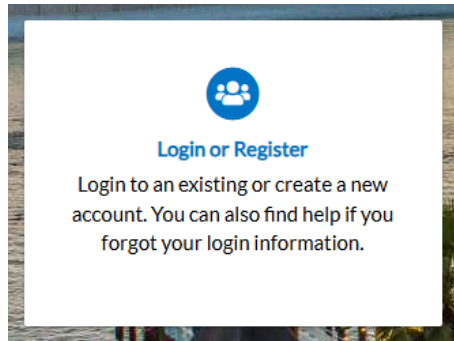 Login or Register
Login to an existing or create a new
account. You can also find help if you
forgot your login information.